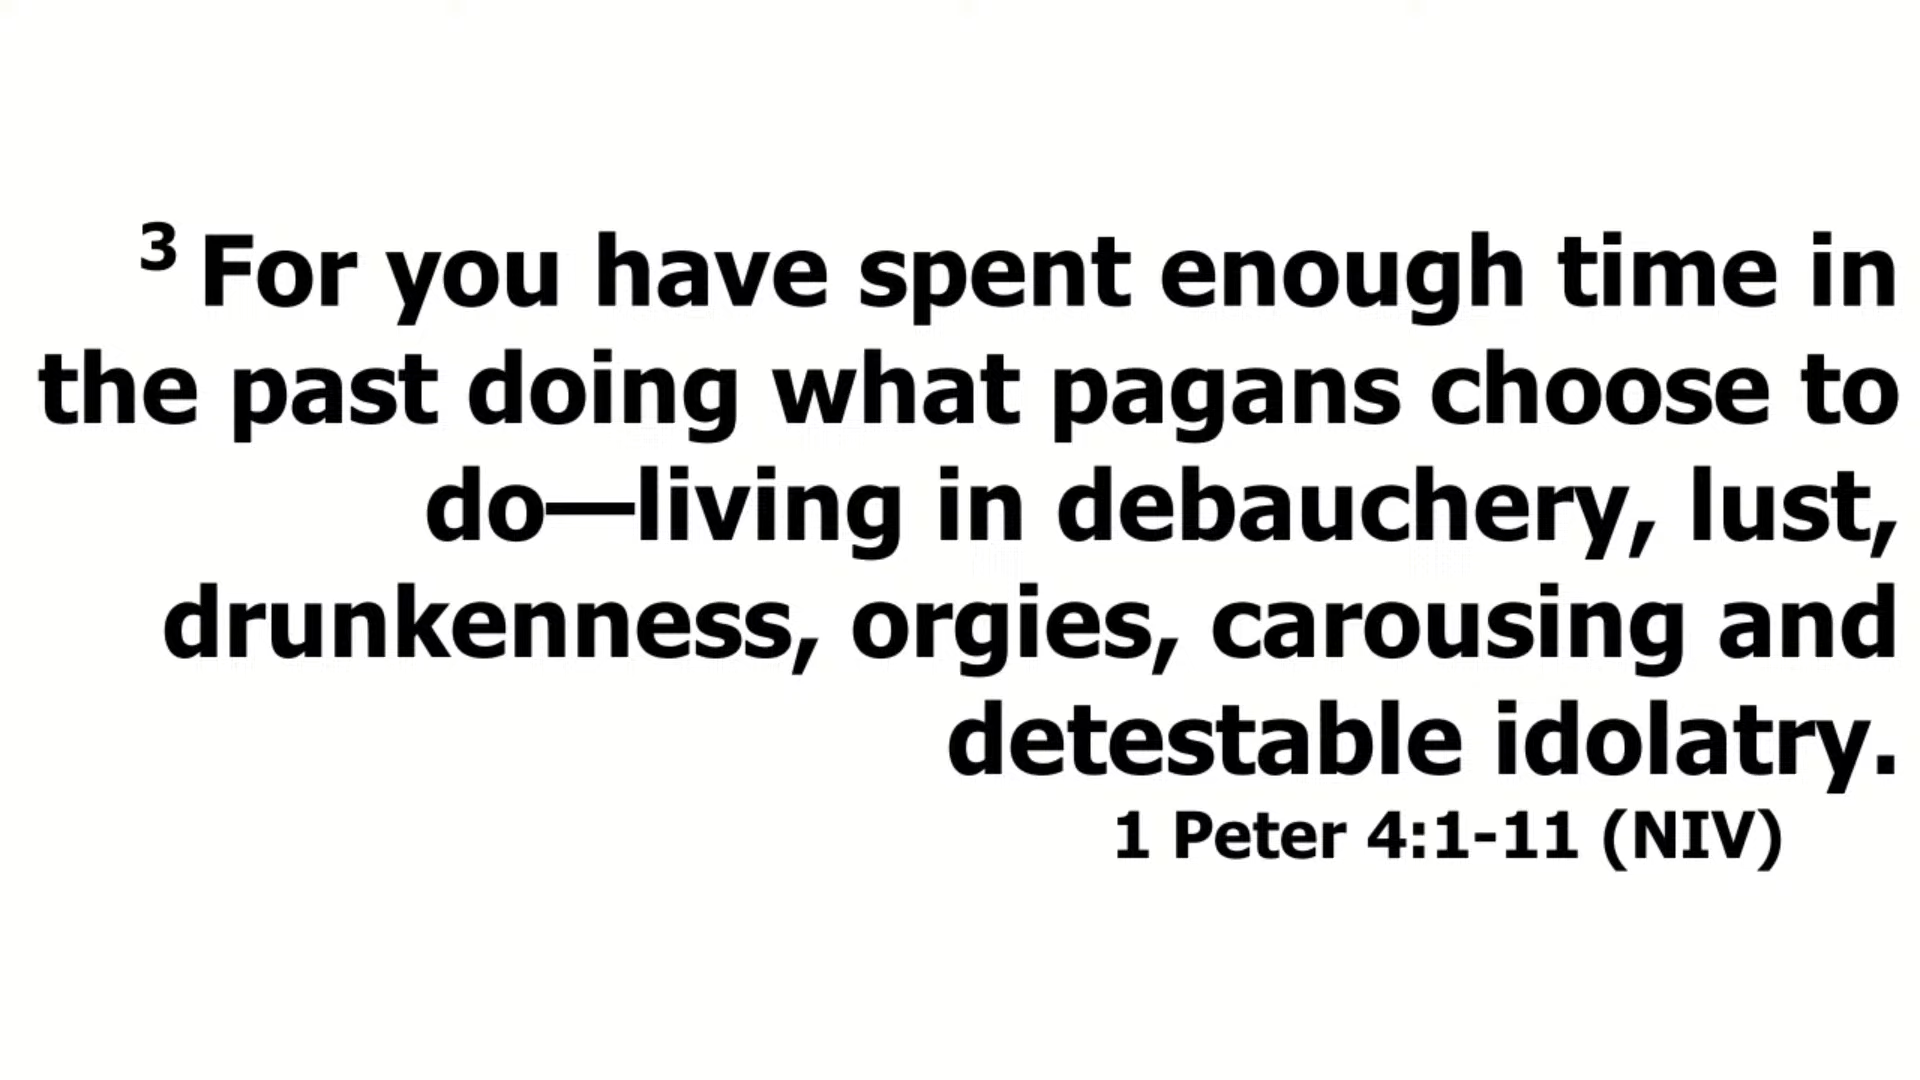 ³ For you have spent enough time in
the past doing what pagans choose to
do—living in debauchery, lust,
drunkenness, orgies, carousing and
detestable idolatry.
1 Peter 4:1-11 (NIV)